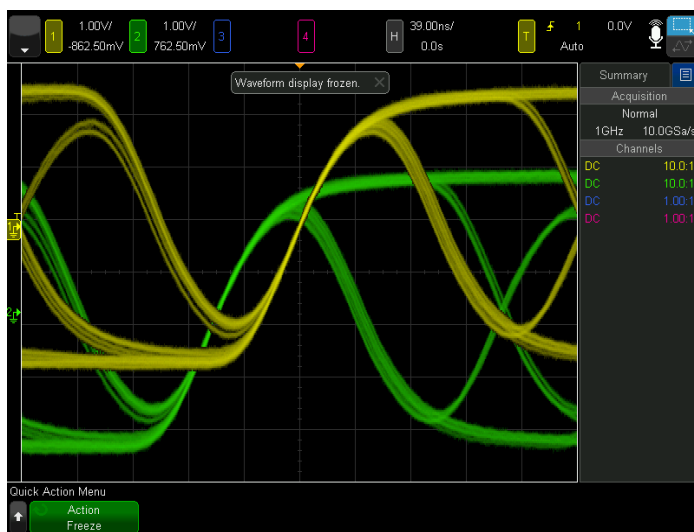 1 1.00V/ -862.50mV 2 1.00V/ 762.50mV 3 4 H 39.00ns/ 0.0s T 1 0.0V Auto
Waveform display frozen.
Summary
Acquisition
Normal
1GHz 10.0GSa/s
Channels
DC 10.0:1
DC 10.0:1
DC 1.00:1
DC 1.00:1
T
1
2
Quick Action Menu
Action
Freeze